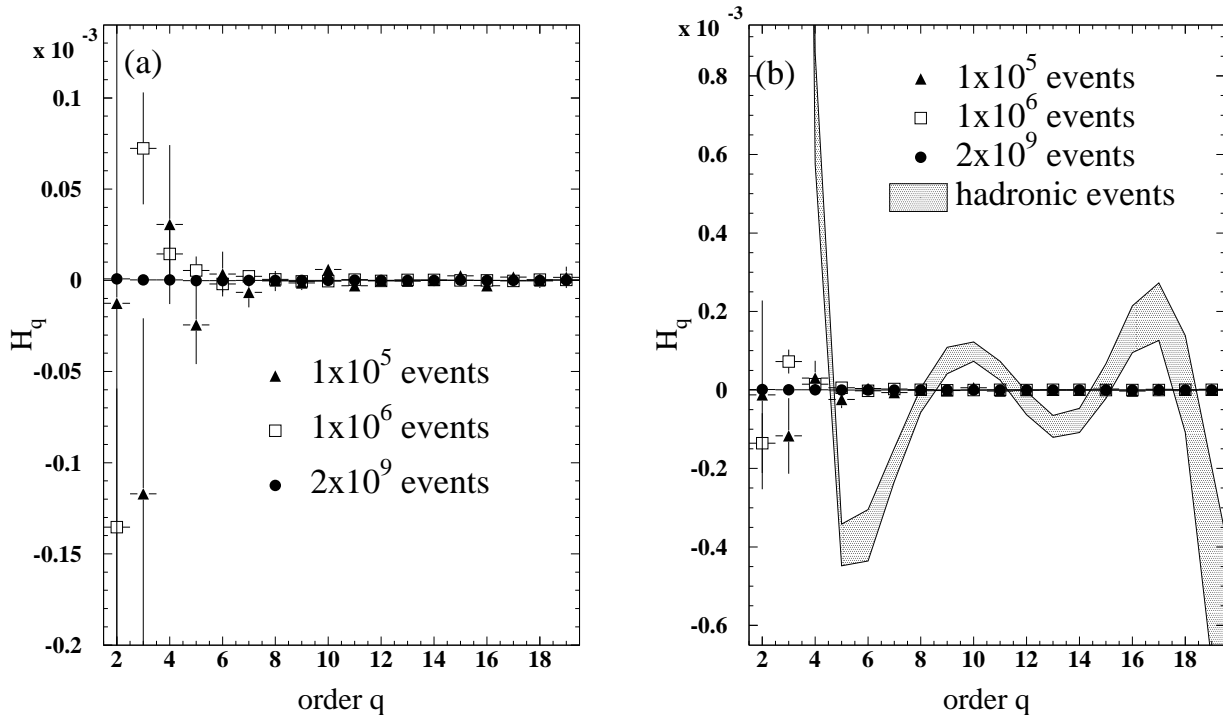 x 10 -3
(a)
0.1
0.05
0
-0.05
-0.1
-0.15
-0.2
H_q
1x10^5 events
1x10^6 events
2x10^9 events
2 4 6 8 10 12 14 16 18
order q
x 10 -3
(b)
0.8
0.6
0.4
0.2
0
-0.2
-0.4
-0.6
H_q
1x10^5 events
1x10^6 events
2x10^9 events
hadronic events
2 4 6 8 10 12 14 16 18
order q